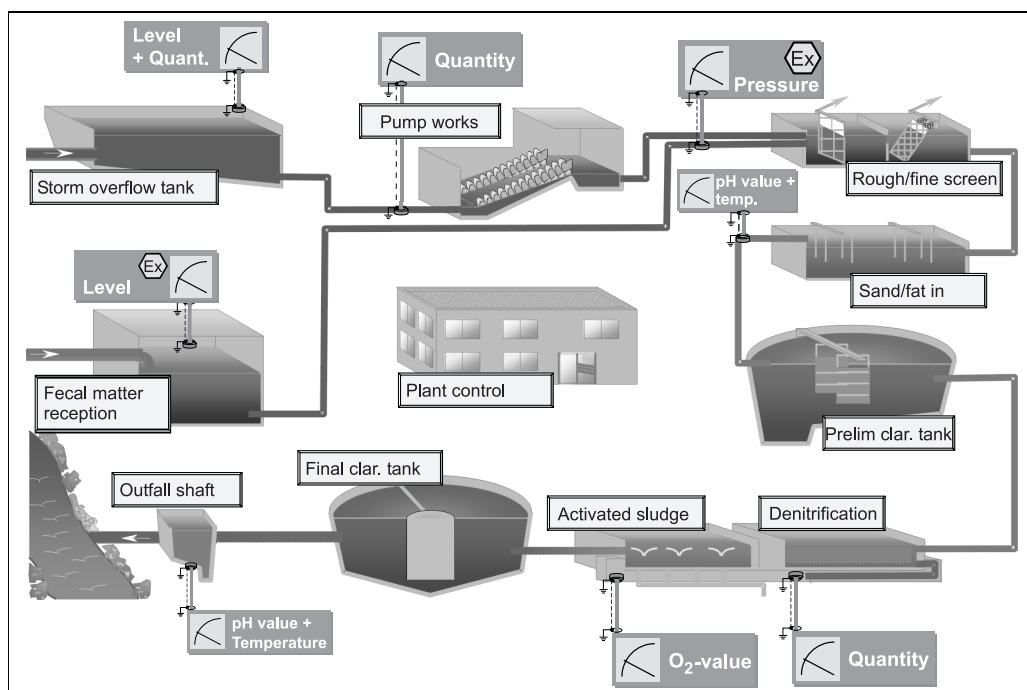 Level
+ Quant.
Quantity
Ex
Pressure
Pump works
Storm overflow tank
Rough/fine screen
pH value +
temp.
Ex
Level
Sand/fat in
Fecal matter
reception
Plant control
Prelim clar. tank
Final clar. tank
Outfall shaft
Activated sludge
Denitrification
pH value +
Temperature
O₂-value
Quantity